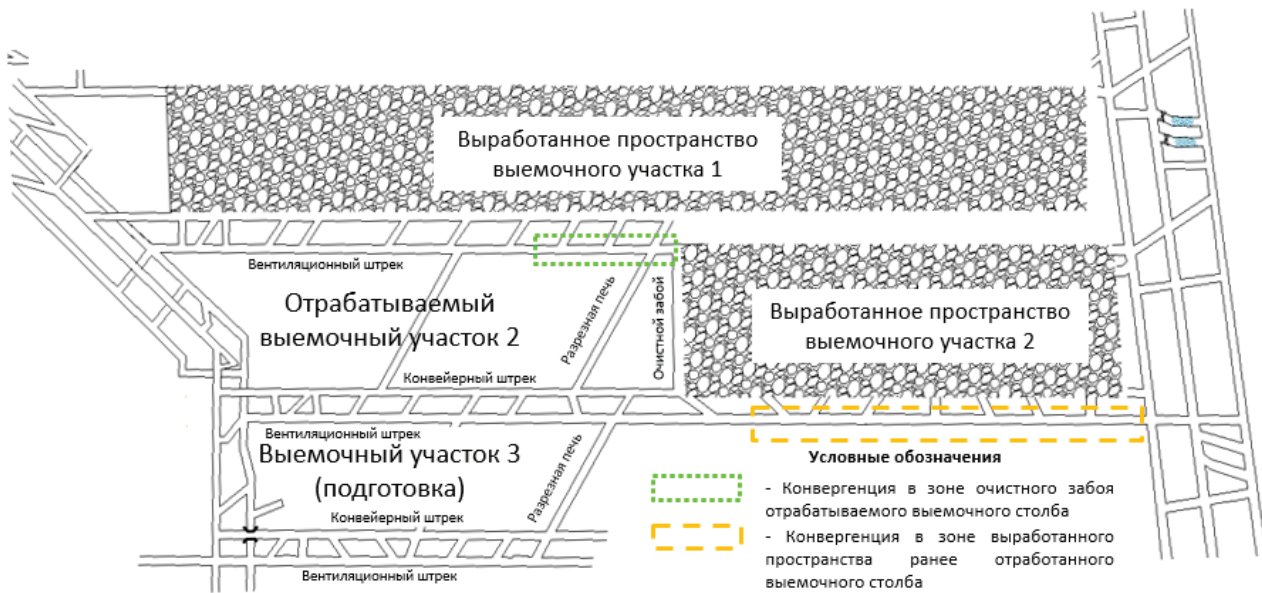 Выработанное пространство
выемочного участка 1
Вентиляционный штрек
Отрабатываемый
выемочный участок 2
Разрезная печь
Очистной забой
Выработанное пространство
выемочного участка 2
Конвейерный штрек
Вентиляционный штрек
Выемочный участок 3
(подготовка)
Разрезная печь
Конвейерный штрек
Вентиляционный штрек
Условные обозначения
- Конвергенция в зоне очистного забоя
отрабатываемого выемочного столба
- Конвергенция в зоне выработанного
пространства ранее отработанного
выемочного столба